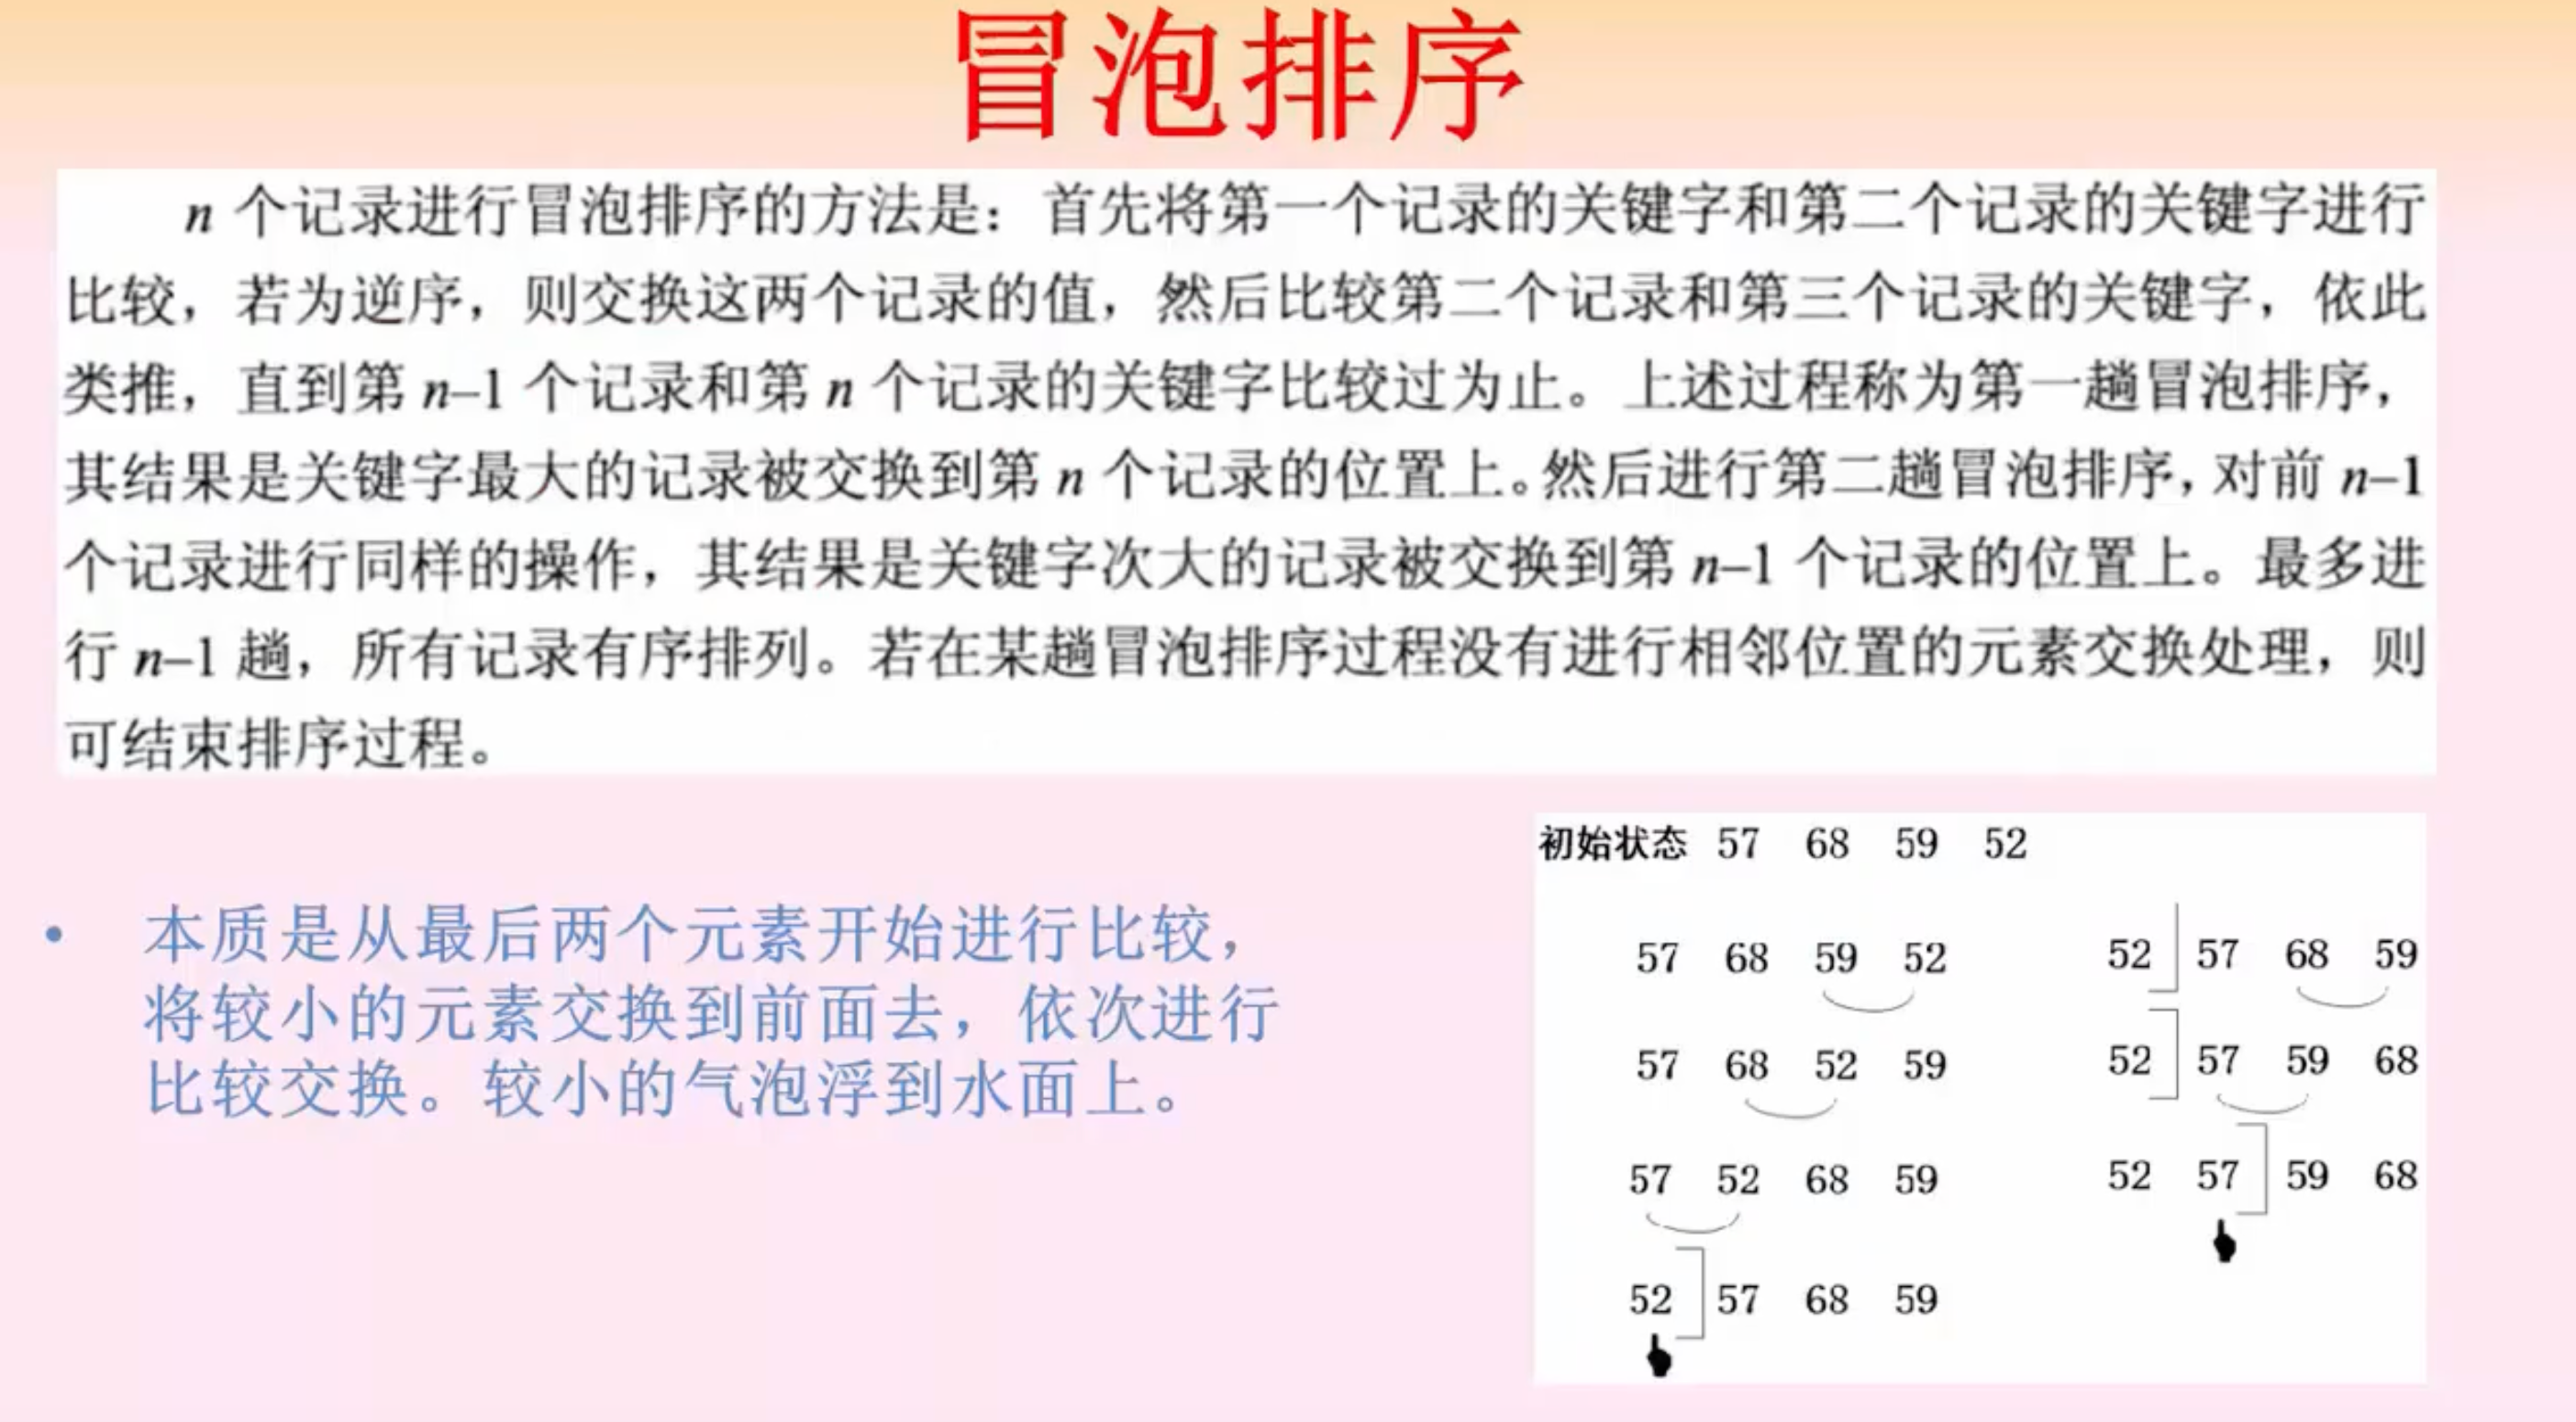 冒泡排序
n 个记录进行冒泡排序的方法是：首先将第一个记录的关键字和第二个记录的关键字进行
比较，若为逆序，则交换这两个记录的值，然后比较第二个记录和第三个记录的关键字，依此
类推，直到第 n–1 个记录和第 n 个记录的关键字比较过为止。上述过程称为第一趟冒泡排序，
其结果是关键字最大的记录被交换到第 n 个记录的位置上。然后进行第二趟冒泡排序，对前 n–1
个记录进行同样的操作，其结果是关键字次大的记录被交换到第 n–1 个记录的位置上。最多进
行 n–1 趟，所有记录有序排列。若在某趟冒泡排序过程没有进行相邻位置的元素交换处理，则
可结束排序过程。
• 本质是从最后两个元素开始进行比较，
将较小的元素交换到前面去，依次进行
比较交换。较小的气泡浮到水面上。
初始状态 57 68 59 52
57 68 59 52
57 68 52 59
57 52 68 59
52 57 68 59
52 57 68 59
52 57 59 68
52 57 59 68